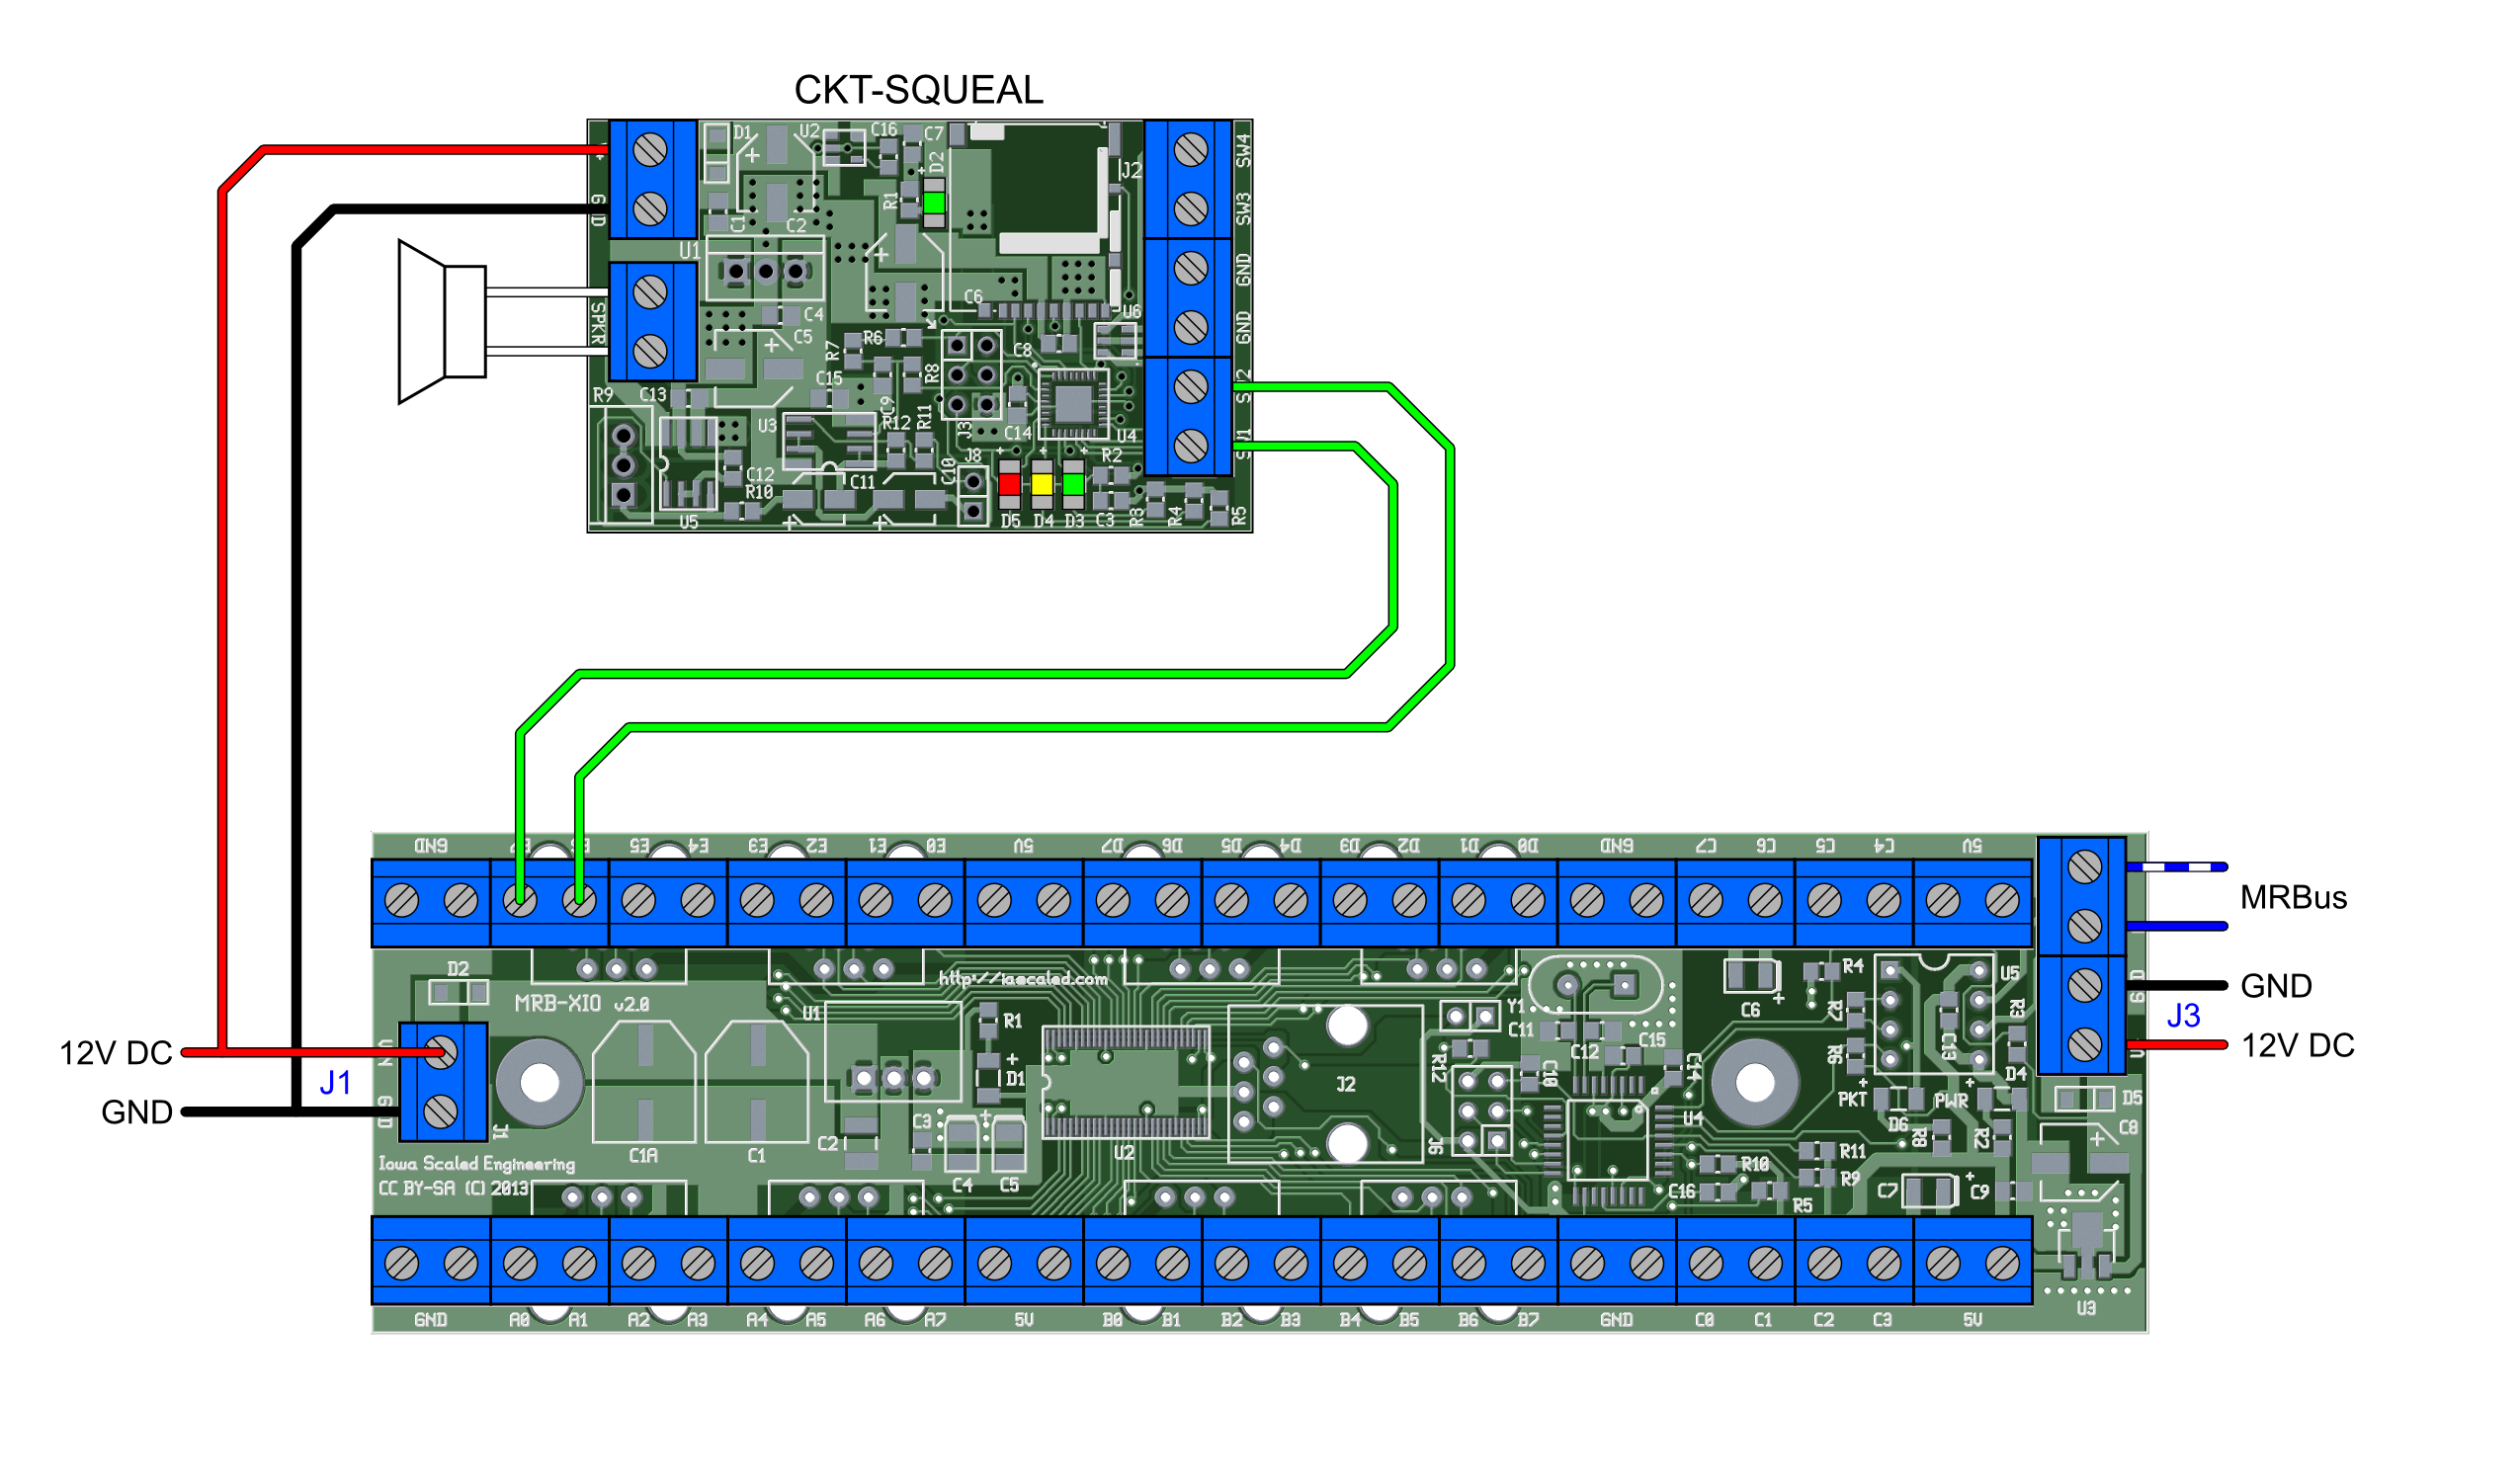 CKT-SQUEAL
D1
U2
C16
C7
D2
J2
SW4
SW3
GND
GND
R1
C1
C2
U1
SPKR
C4
C5
C6
U6
R6
R7
C8
R8
C15
C9
R9
C13
U3
R12
R11
J3
C14
U4
J8
C12
C11
C10
R2
R10
U5
D5
D4
D3
C3
R3
R4
R5
GND
E5
E4
E3
E2
E1
E0
5V
D7
D6
D5
D4
D3
D2
D1
D0
GND
C7
C6
C5
C4
5V
MRBus
GND
J3
12V DC
12V DC
J1
GND
D2
MRB-XIO v2.0
http://iascaled.com
U1
R1
D1
C1A
C1
C2
C3
C4
C5
U2
J2
J1
Iowa Scaled Engineering
CC BY-SA (C) 2013
Y1
C11
C12
C15
R12
C10
C14
J6
U4
C6
R4
R7
R6
C13
U5
R3
D4
PKT
PWR
D6
D5
C8
R8
R2
R10
R11
R9
C16
R5
C7
C9
U3
GND
A0
A1
A2
A3
A4
A5
A6
A7
5V
B0
B1
B2
B3
B4
B5
B6
B7
GND
C0
C1
C2
C3
5V